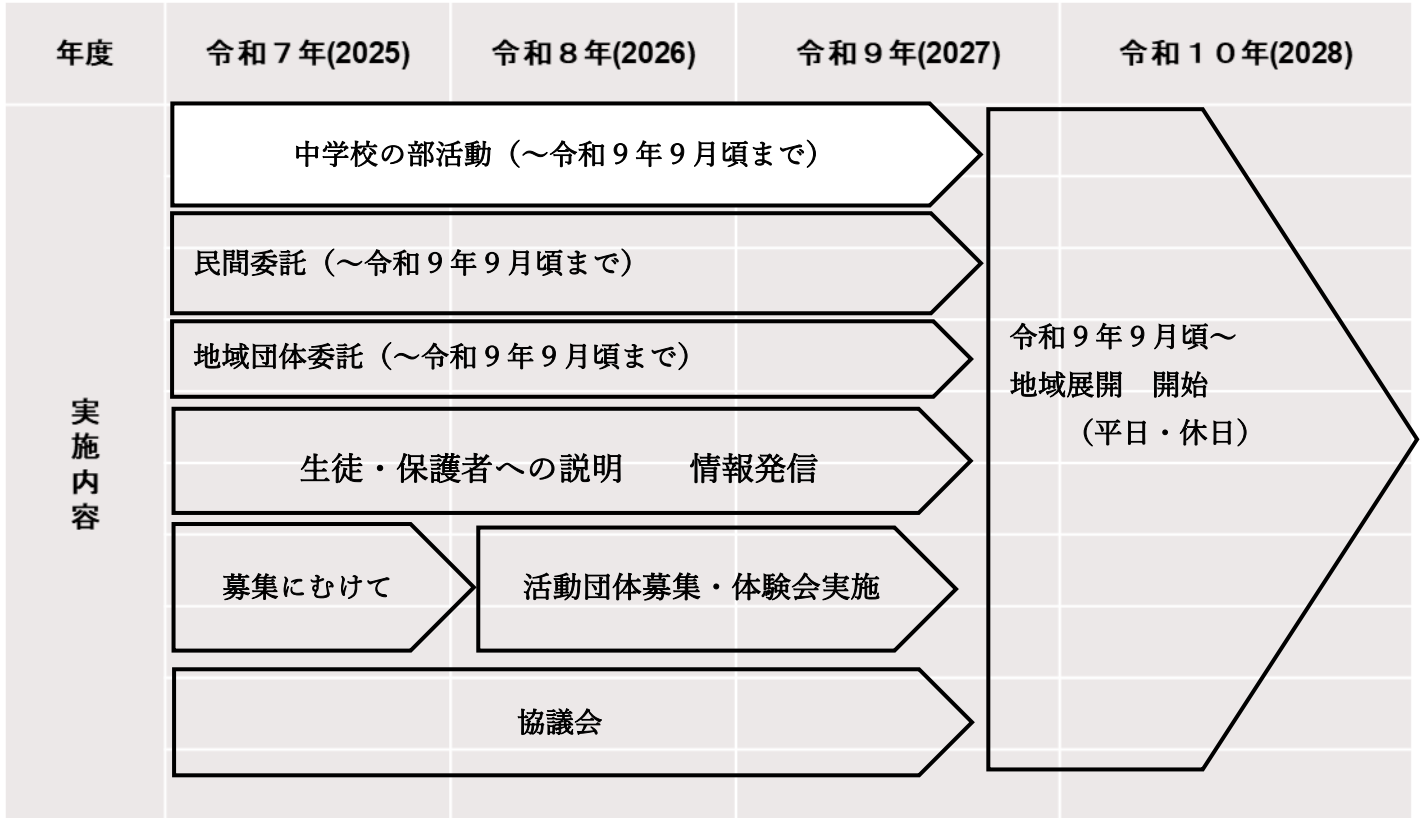 年度
令和７年(2025)
令和８年(2026)
令和９年(2027)
令和１０年(2028)
実施内容
中学校の部活動（～令和９年９月頃まで）
民間委託（～令和９年９月頃まで）
地域団体委託（～令和９年９月頃まで）
生徒・保護者への説明　　情報発信
募集にむけて
活動団体募集・体験会実施
協議会
令和９年９月頃～
地域展開　開始
（平日・休日）